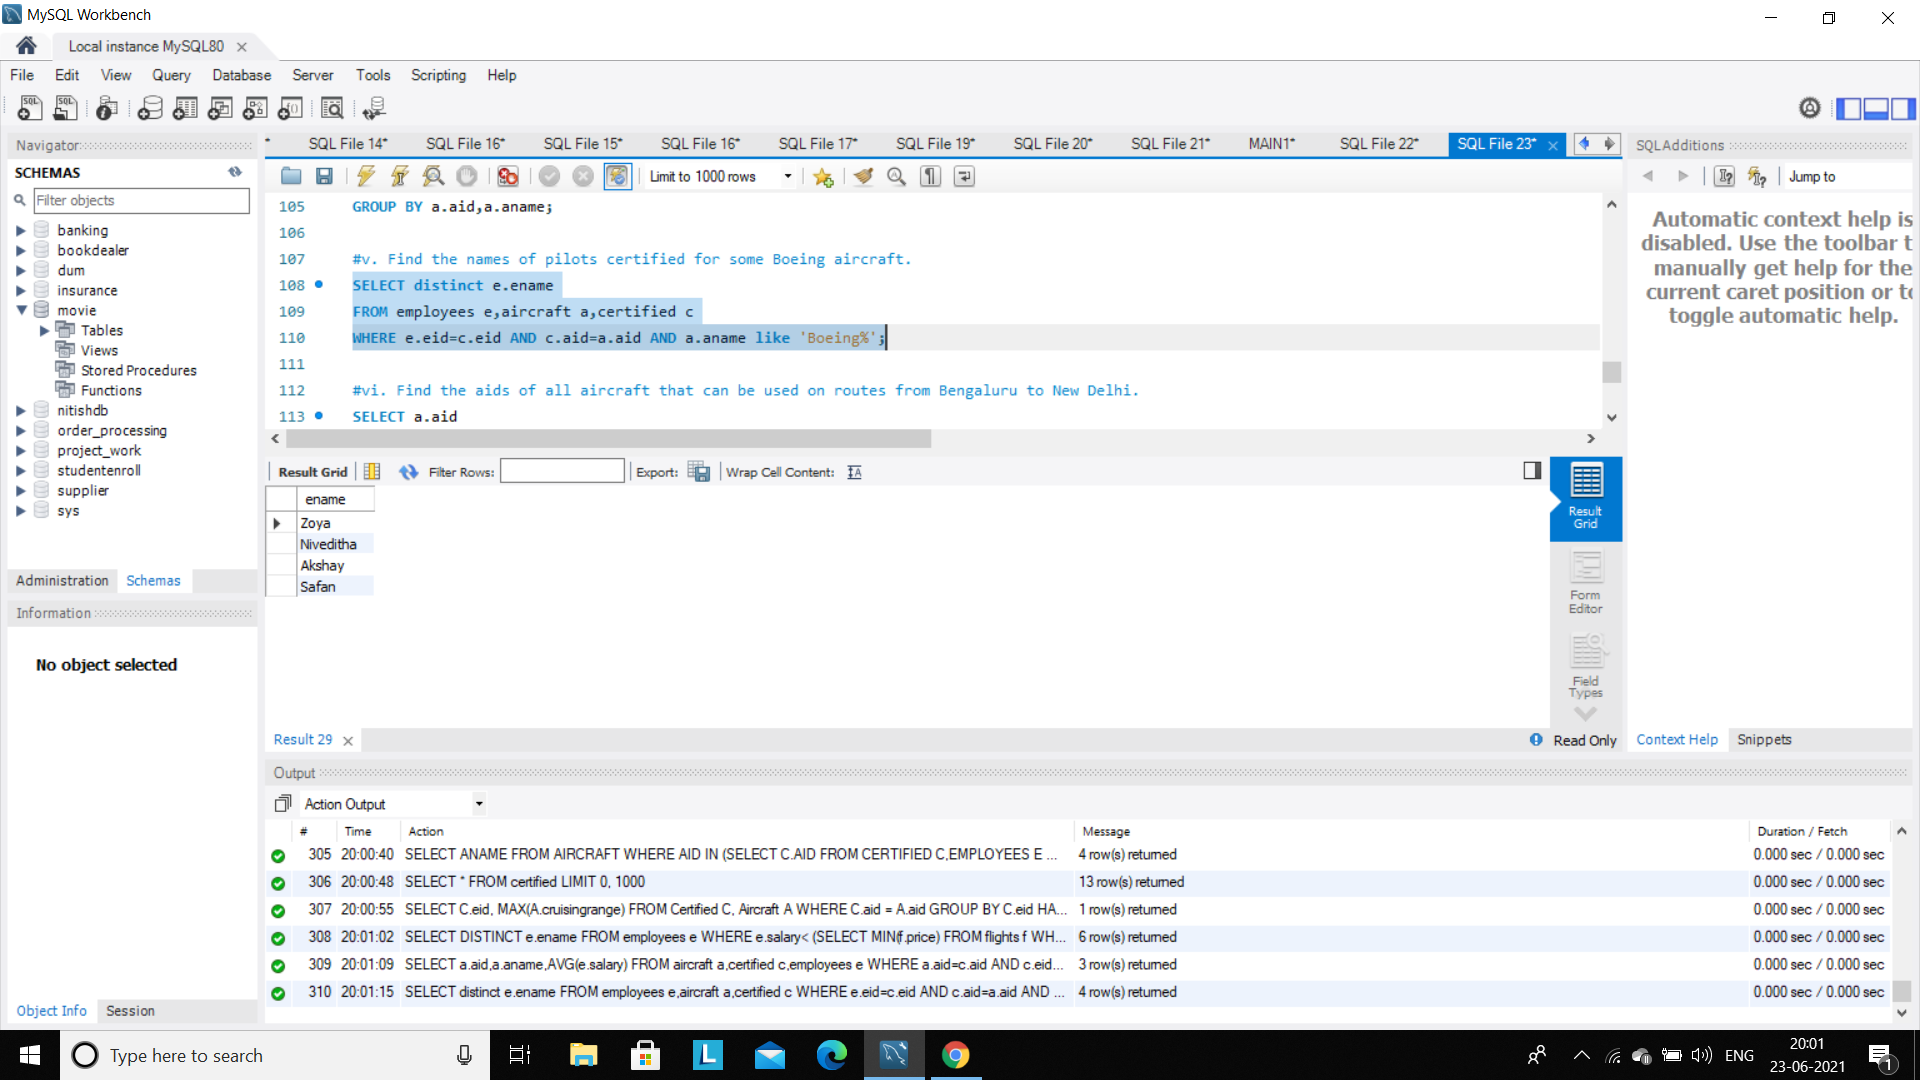 MySQL Workbench
Local instance MySQL80
File Edit View Query Database Server Tools Scripting Help
Navigator
SCHEMAS
Filter objects
banking
bookdealer
dum
insurance
movie
Tables
Views
Stored Procedures
Functions
nitishdb
order_processing
project_work
studentenroll
supplier
sys
Administration Schemas
Information
No object selected
Object Info Session
* SQL File 14* SQL File 16* SQL File 15* SQL File 16* SQL File 17* SQL File 19* SQL File 20* SQL File 21* MAIN1* SQL File 22* SQL File 23*
Limit to 1000 rows
105 GROUP BY a.aid,a.aname;
106
107 #v. Find the names of pilots certified for some Boeing aircraft.
108 SELECT distinct e.ename
109 FROM employees e,aircraft a,certified c
110 WHERE e.eid=c.eid AND c.aid=a.aid AND a.aname like 'Boeing%';
111
112 #vi. Find the aids of all aircraft that can be used on routes from Bengaluru to New Delhi.
113 SELECT a.aid
Result Grid Filter Rows: Export: Wrap Cell Content:
ename
Zoya
Niveditha
Akshay
Safan
Result
Grid
Form
Editor
Field
Types
Result 29
Read Only
SQLAdditions
Jump to
Automatic context help is
disabled. Use the toolbar t
manually get help for the
current caret position or to
toggle automatic help.
Context Help Snippets
Output
Action Output
# Time Action Message Duration / Fetch
305 20:00:40 SELECT ANAME FROM AIRCRAFT WHERE AID IN (SELECT C.AID FROM CERTIFIED C,EMPLOYEES E ... 4 row(s) returned 0.000 sec / 0.000 sec
306 20:00:48 SELECT * FROM certified LIMIT 0, 1000 13 row(s) returned 0.000 sec / 0.000 sec
307 20:00:55 SELECT C.eid, MAX(A.cruisingrange) FROM Certified C, Aircraft A WHERE C.aid = A.aid GROUP BY C.eid HA... 1 row(s) returned 0.000 sec / 0.000 sec
308 20:01:02 SELECT DISTINCT e.ename FROM employees e WHERE e.salary< (SELECT MIN(f.price) FROM flights f WH... 6 row(s) returned 0.000 sec / 0.000 sec
309 20:01:09 SELECT a.aid,a.aname,AVG(e.salary) FROM aircraft a,certified c,employees e WHERE a.aid=c.aid AND c.eid... 3 row(s) returned 0.000 sec / 0.000 sec
310 20:01:15 SELECT distinct e.ename FROM employees e,aircraft a,certified c WHERE e.eid=c.eid AND c.aid=a.aid AND ... 4 row(s) returned 0.000 sec / 0.000 sec
Type here to search
ENG
20:01
23-06-2021
1